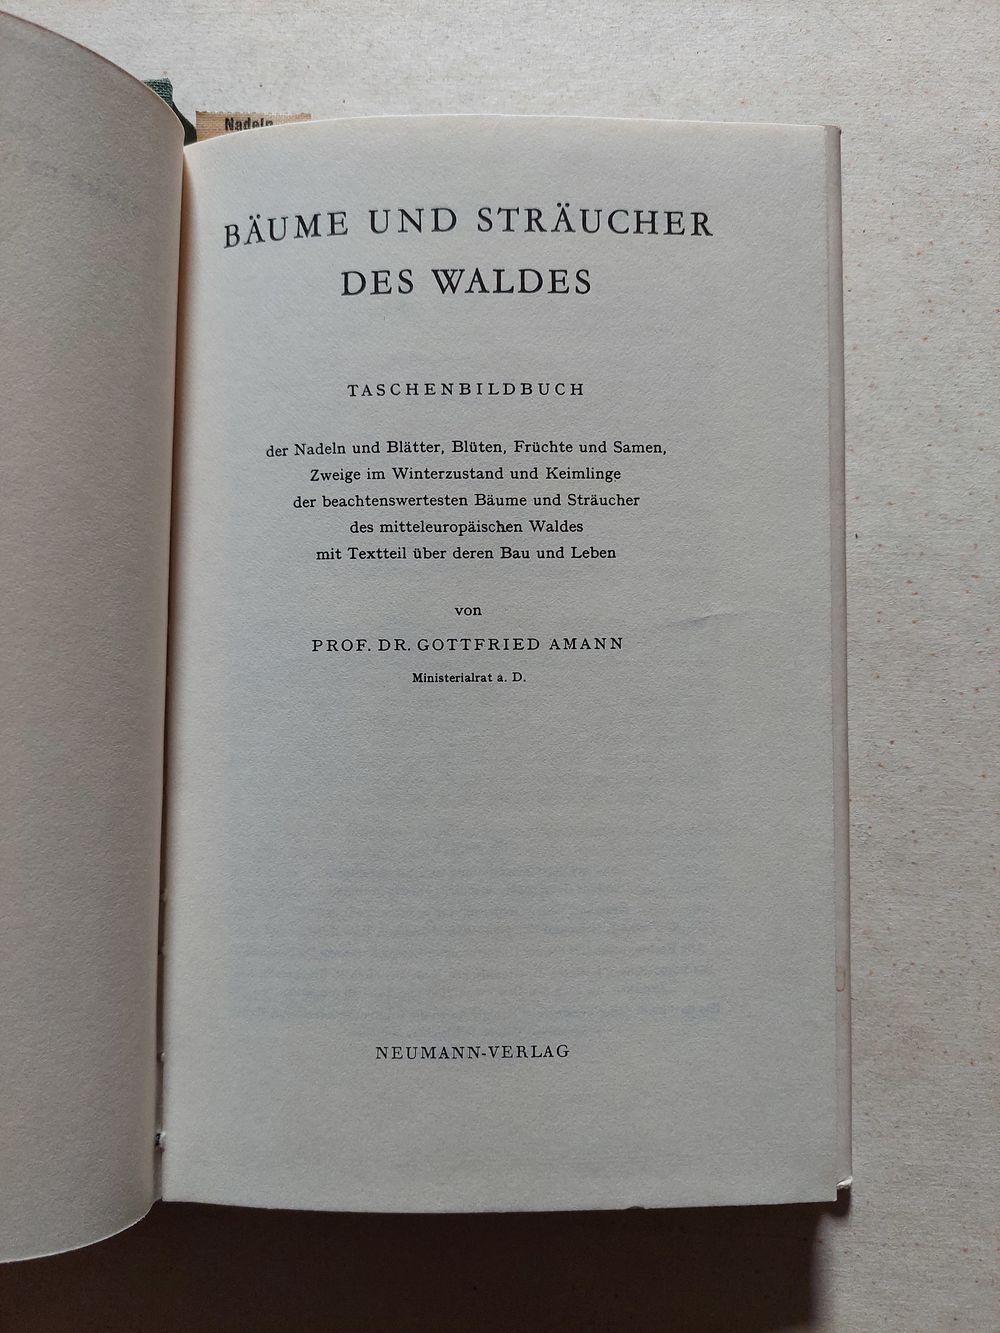 Nadeln
BÄUME UND STRÄUCHER
DES WALDES
TASCHENBILDBUCH
der Nadeln und Blätter, Blüten, Früchte und Samen,
Zweige im Winterzustand und Keimlinge
der beachtenswertesten Bäume und Sträucher
des mitteleuropäischen Waldes
mit Textteil über deren Bau und Leben
von
PROF. DR. GOTTFRIED AMANN
Ministerialrat a. D.
NEUMANN-VERLAG